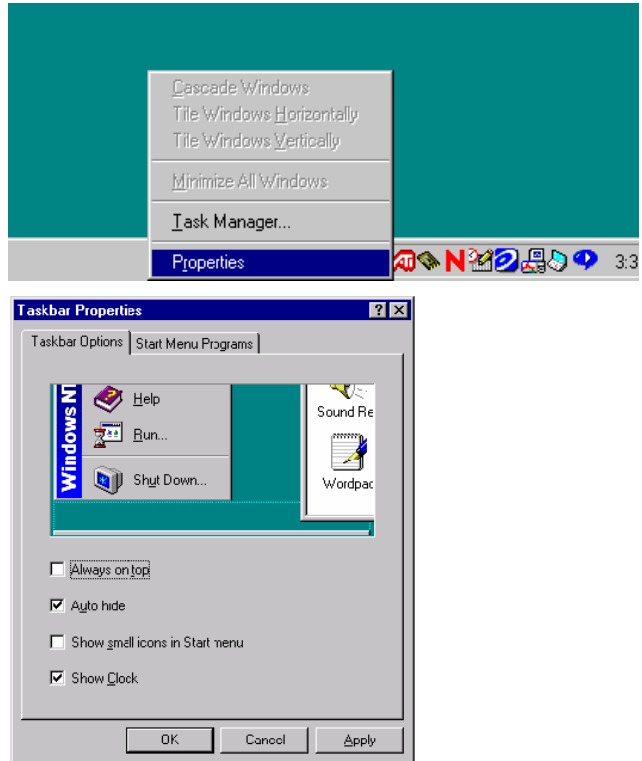 Cascade Windows
Tile Windows Horizontally
Tile Windows Vertically
Minimize All Windows
Task Manager...
Properties
3:3
Taskbar Properties
Taskbar Options Start Menu Programs
Windows NT
Help
Run...
Shut Down...
Sound Re
Wordpad
Always on top
Auto hide
Show small icons in Start menu
Show Clock
OK Cancel Apply